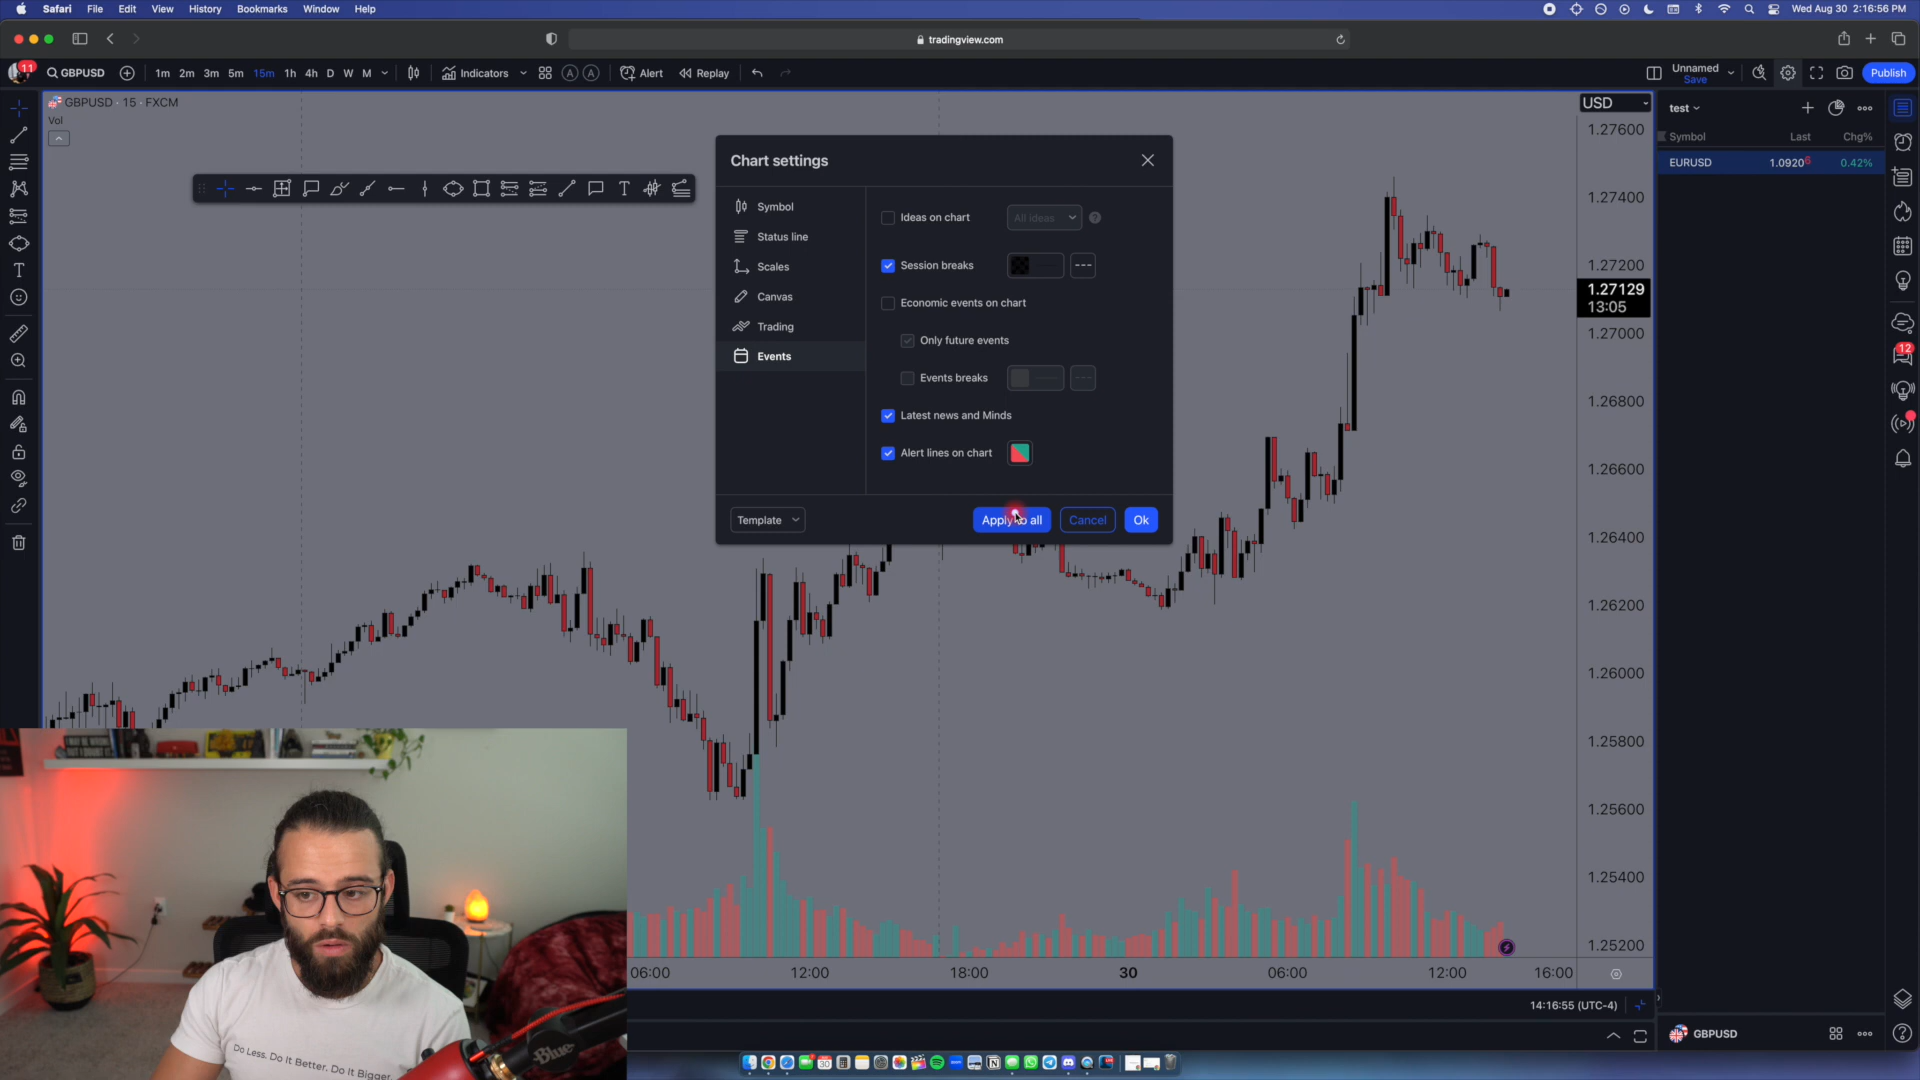 Safari File Edit View History Bookmarks Window Help
Wed Aug 30 2:16:56 PM
tradingview.com
11
GBPUSD
1m 2m 3m 5m 15m 1h 4h D W M
Indicators
A A
Alert
Replay
Unnamed
Save
Publish
GBPUSD · 15 · FXCM
Vol
USD
test
Symbol Last Chg%
EURUSD 1.09206 0.42%
Chart settings
Symbol
Status line
Scales
Canvas
Trading
Events
Ideas on chart All ideas
Session breaks
Economic events on chart
Only future events
Events breaks
Latest news and Minds
Alert lines on chart
Template
Apply to all
Cancel
Ok
1.27600
1.27400
1.27200
1.27129
13:05
1.27000
1.26800
1.26600
1.26400
1.26200
1.26000
1.25800
1.25600
1.25400
1.25200
12
06:00 12:00 18:00 30 06:00 12:00 16:00
14:16:55 (UTC-4)
GBPUSD
Do Less. Do It Better. Do It Bigger.
Blue
30